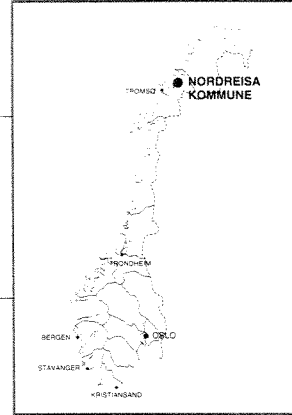 NORDREISA
KOMMUNE
TROMSØ
TRONDHEIM
BERGEN
OSLO
STAVANGER
KRISTIANSAND